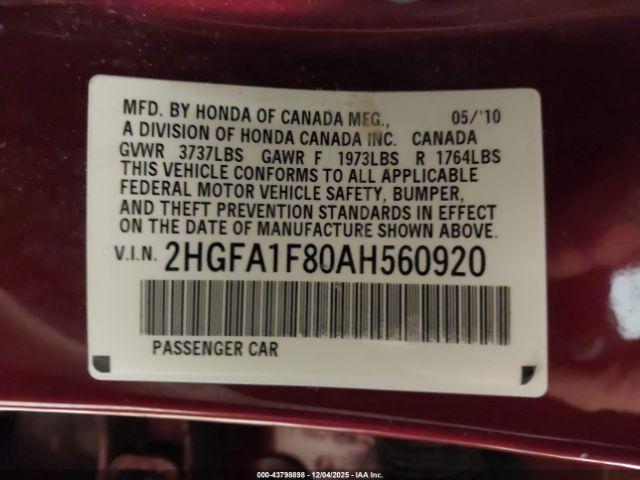 MFD. BY HONDA OF CANADA MFG., 05/'10
A DIVISION OF HONDA CANADA INC. CANADA
GVWR 3737LBS GAWR F 1973LBS R 1764LBS
THIS VEHICLE CONFORMS TO ALL APPLICABLE
FEDERAL MOTOR VEHICLE SAFETY, BUMPER,
AND THEFT PREVENTION STANDARDS IN EFFECT
ON THE DATE OF MANUFACTURE SHOWN ABOVE.
V.I.N. 2HGFA1F80AH560920
PASSENGER CAR
000-43798898 - 12/04/2025 - IAA Inc.